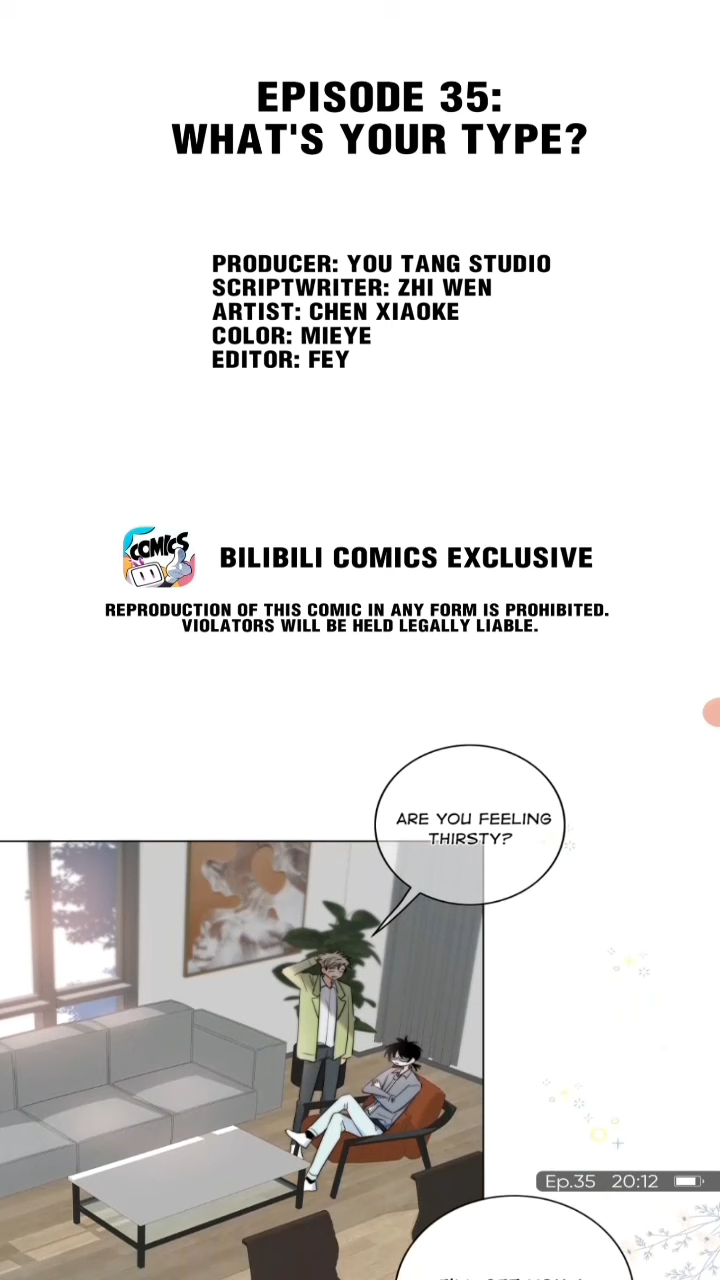 EPISODE 35:
WHAT'S YOUR TYPE?
PRODUCER: YOU TANG STUDIO
SCRIPTWRITER: ZHI WEN
ARTIST: CHEN XIAOKE
COLOR: MIEYE
EDITOR: FEY
COMICS
BILIBILI COMICS EXCLUSIVE
REPRODUCTION OF THIS COMIC IN ANY FORM IS PROHIBITED.
VIOLATORS WILL BE HELD LEGALLY LIABLE.
ARE YOU FEELING
THIRSTY?
Ep.35 20:12